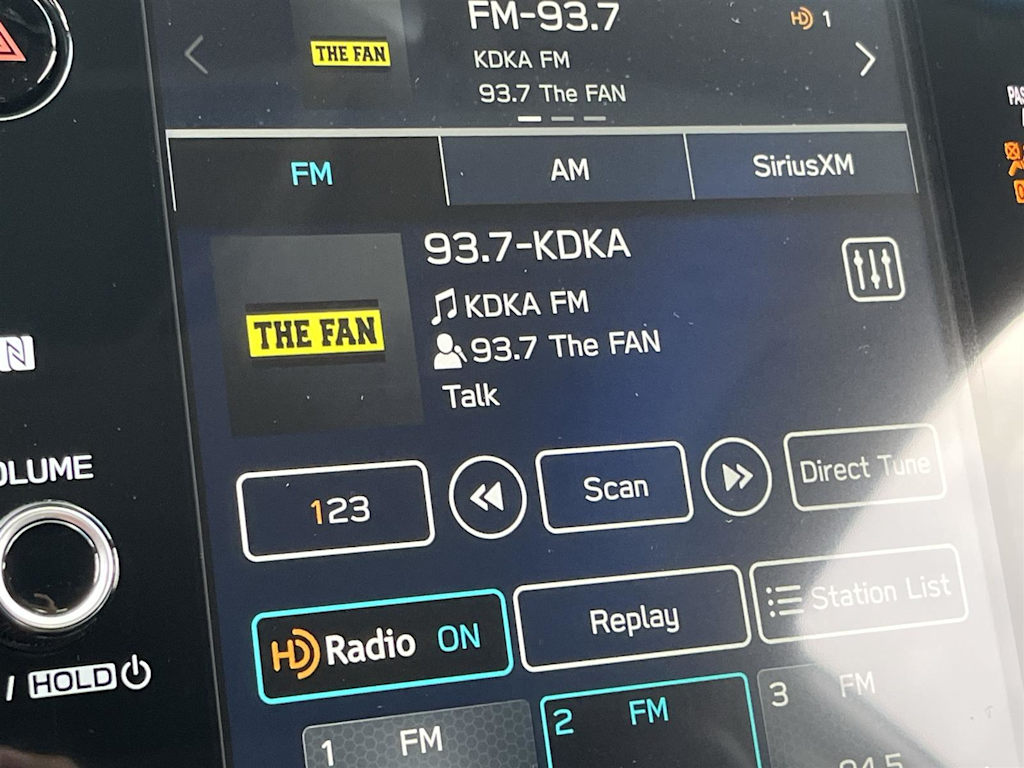 THE FAN
FM-93.7
HD 1
KDKA FM
93.7 The FAN
FM
AM
SiriusXM
THE FAN
93.7-KDKA
KDKA FM
93.7 The FAN
Talk
123
Scan
Direct Tune
HD Radio ON
Replay
Station List
1 FM
2 FM
3 FM
OLUME
/ HOLD
N